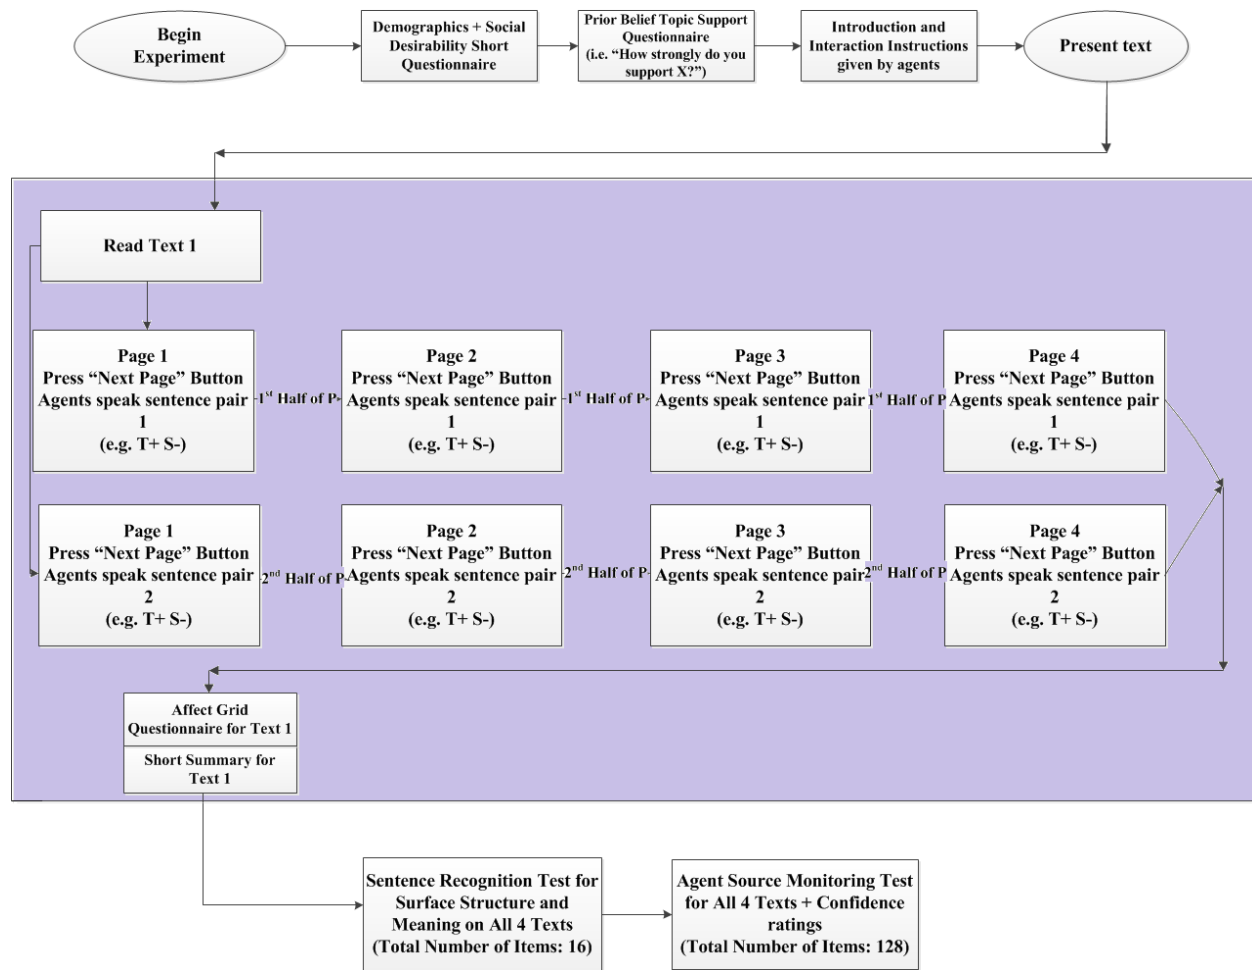 Begin
Experiment
Demographics + Social
Desirability Short
Questionnaire
Prior Belief Topic Support
Questionnaire
(i.e. “How strongly do you
support X?”)
Introduction and
Interaction Instructions
given by agents
Present text
Read Text 1
Page 1
Press “Next Page” Button
Agents speak sentence pair
1
(e.g. T+ S-)
1st Half of P
Page 2
Press “Next Page” Button
Agents speak sentence pair
1
(e.g. T+ S-)
1st Half of P
Page 3
Press “Next Page” Button
Agents speak sentence pair
1
(e.g. T+ S-)
1st Half of P
Page 4
Press “Next Page” Button
Agents speak sentence pair
1
(e.g. T+ S-)
Page 1
Press “Next Page” Button
Agents speak sentence pair
2
(e.g. T+ S-)
2nd Half of P
Page 2
Press “Next Page” Button
Agents speak sentence pair
2
(e.g. T+ S-)
2nd Half of P
Page 3
Press “Next Page” Button
Agents speak sentence pair
2
(e.g. T+ S-)
2nd Half of P
Page 4
Press “Next Page” Button
Agents speak sentence pair
2
(e.g. T+ S-)
Affect Grid
Questionnaire for Text 1
Short Summary for
Text 1
Sentence Recognition Test for
Surface Structure and
Meaning on All 4 Texts
(Total Number of Items: 16)
Agent Source Monitoring Test
for All 4 Texts + Confidence
ratings
(Total Number of Items: 128)